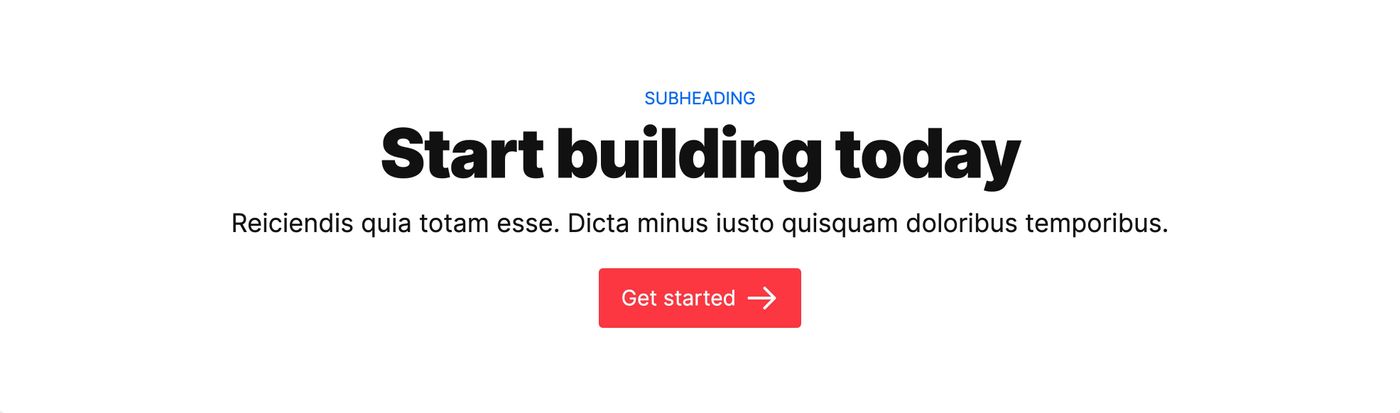 SUBHEADING
Start building today
Reiciendis quia totam esse. Dicta minus iusto quisquam doloribus temporibus.
Get started